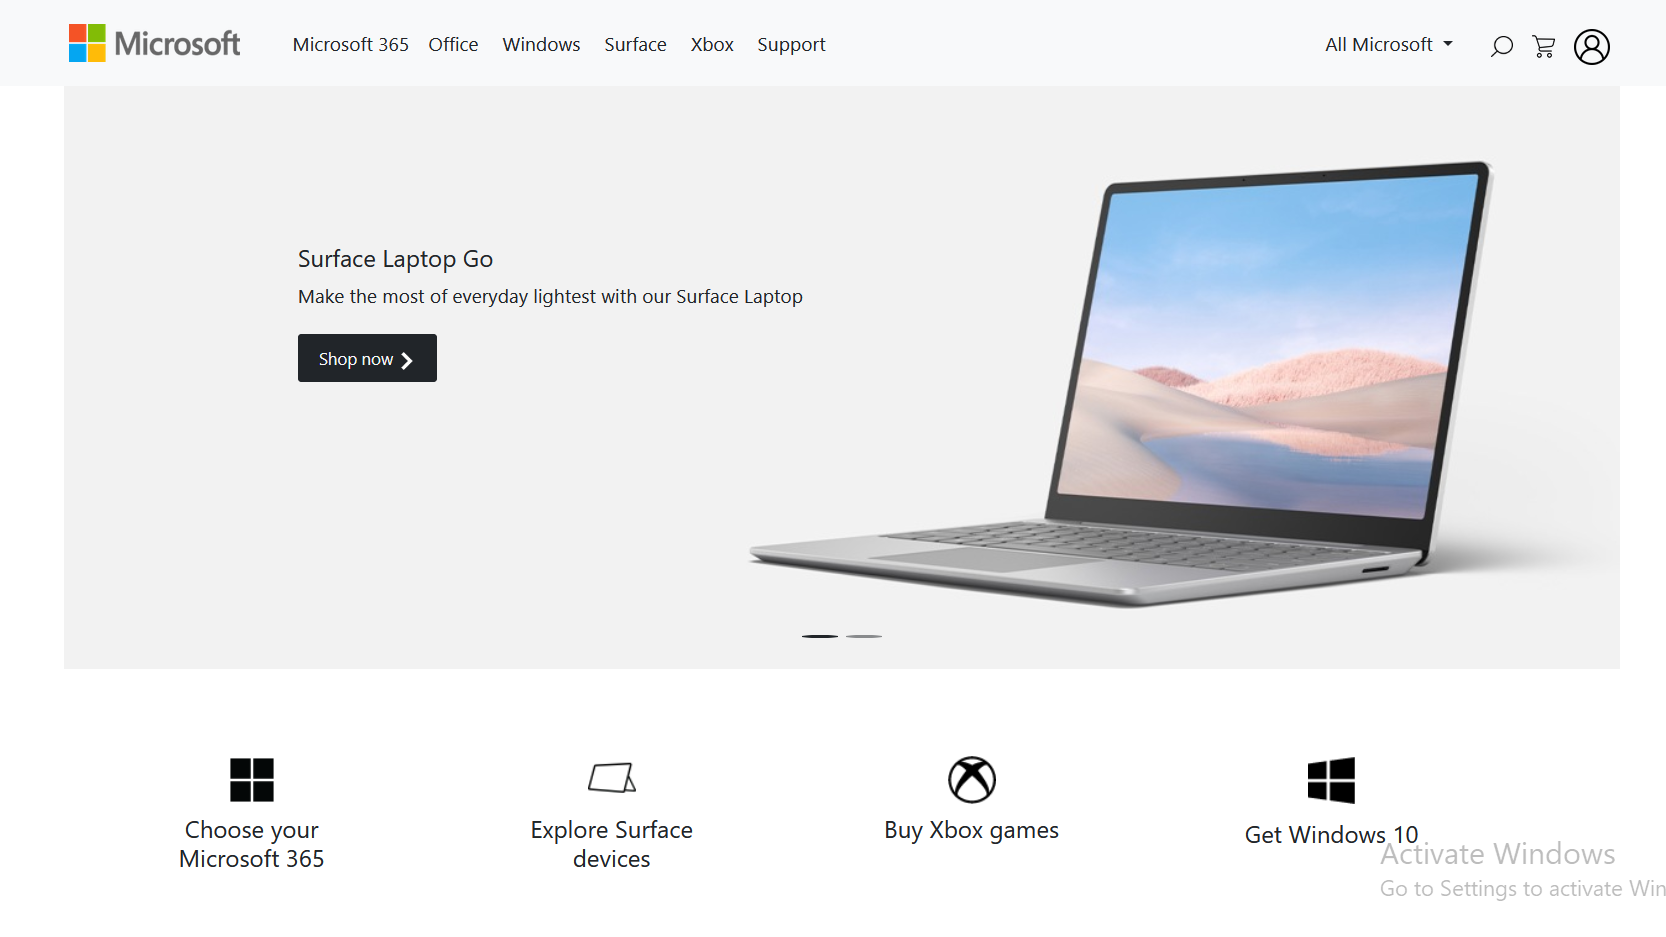 Microsoft
Microsoft 365 Office Windows Surface Xbox Support
All Microsoft
Surface Laptop Go
Make the most of everyday lightest with our Surface Laptop
Shop now
Choose your
Microsoft 365
Explore Surface
devices
Buy Xbox games
Get Windows 10
Activate Windows
Go to Settings to activate Win